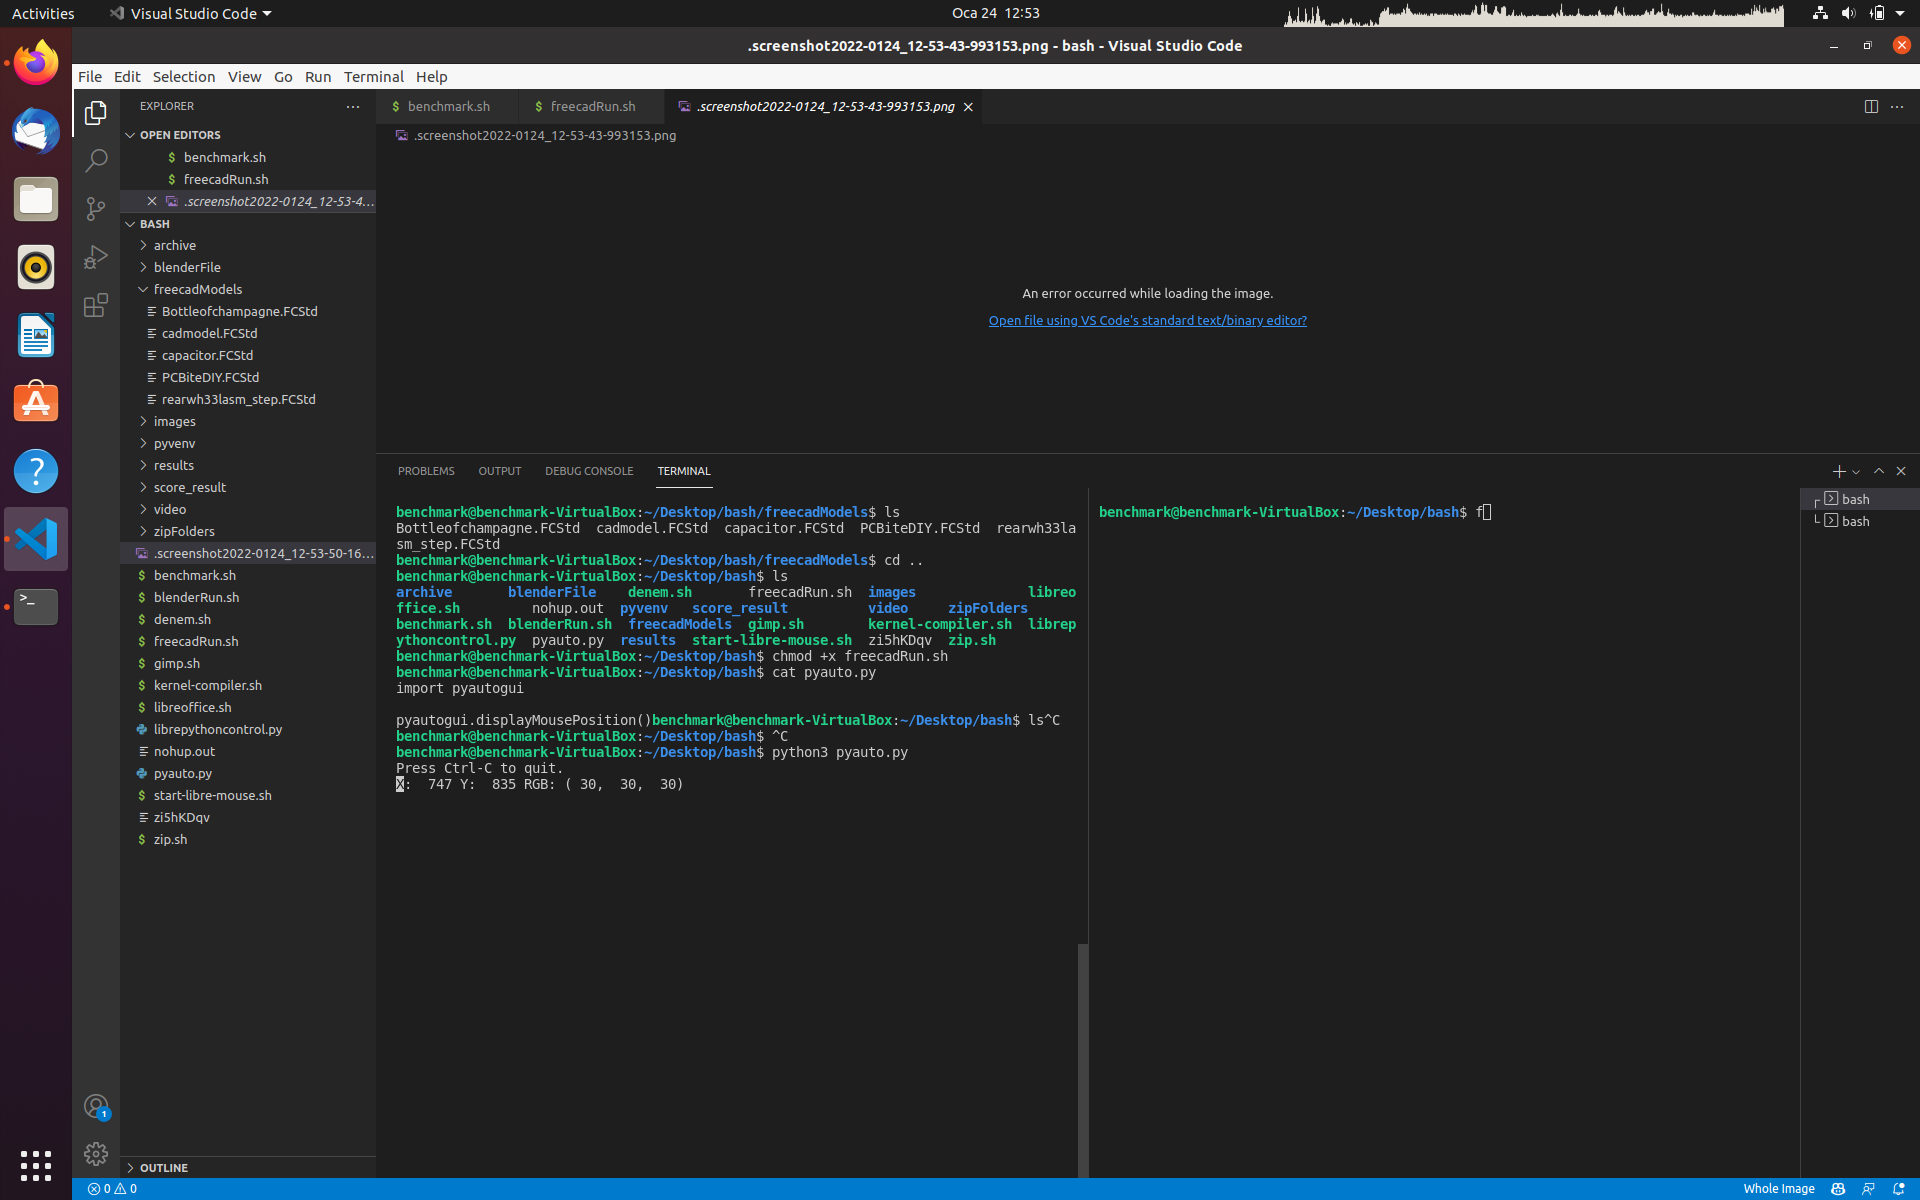 Activities
Visual Studio Code
Oca 24 12:53
.screenshot2022-0124_12-53-43-993153.png - bash - Visual Studio Code
File Edit Selection View Go Run Terminal Help
EXPLORER
OPEN EDITORS
benchmark.sh
freecadRun.sh
.screenshot2022-0124_12-53-4...
BASH
archive
blenderFile
freecadModels
Bottleofchampagne.FCStd
cadmodel.FCStd
capacitor.FCStd
PCBiteDIY.FCStd
rearwh33lasm_step.FCStd
images
pyvenv
results
score_result
video
zipFolders
.screenshot2022-0124_12-53-50-16...
benchmark.sh
blenderRun.sh
denem.sh
freecadRun.sh
gimp.sh
kernel-compiler.sh
libreoffice.sh
librepythoncontrol.py
nohup.out
pyauto.py
start-libre-mouse.sh
zi5hKDqv
zip.sh
OUTLINE
benchmark.sh
freecadRun.sh
.screenshot2022-0124_12-53-43-993153.png
.screenshot2022-0124_12-53-43-993153.png
An error occurred while loading the image.
Open file using VS Code's standard text/binary editor?
PROBLEMS OUTPUT DEBUG CONSOLE TERMINAL
benchmark@benchmark-VirtualBox:~/Desktop/bash/freecadModels$ ls
Bottleofchampagne.FCStd cadmodel.FCStd capacitor.FCStd PCBiteDIY.FCStd rearwh33la
sm_step.FCStd
benchmark@benchmark-VirtualBox:~/Desktop/bash/freecadModels$ cd ..
benchmark@benchmark-VirtualBox:~/Desktop/bash$ ls
archive blenderFile denem.sh freecadRun.sh images libreo
ffice.sh nohup.out pyvenv score_result video zipFolders
benchmark.sh blenderRun.sh freecadModels gimp.sh kernel-compiler.sh librep
ythoncontrol.py pyauto.py results start-libre-mouse.sh zi5hKDqv zip.sh
benchmark@benchmark-VirtualBox:~/Desktop/bash$ chmod +x freecadRun.sh
benchmark@benchmark-VirtualBox:~/Desktop/bash$ cat pyauto.py
import pyautogui
pyautogui.displayMousePosition()benchmark@benchmark-VirtualBox:~/Desktop/bash$ ls^C
benchmark@benchmark-VirtualBox:~/Desktop/bash$ ^C
benchmark@benchmark-VirtualBox:~/Desktop/bash$ python3 pyauto.py
Press Ctrl-C to quit.
X: 747 Y: 835 RGB: ( 30, 30, 30)
benchmark@benchmark-VirtualBox:~/Desktop/bash$ f
bash
bash
1
0 0
Whole Image